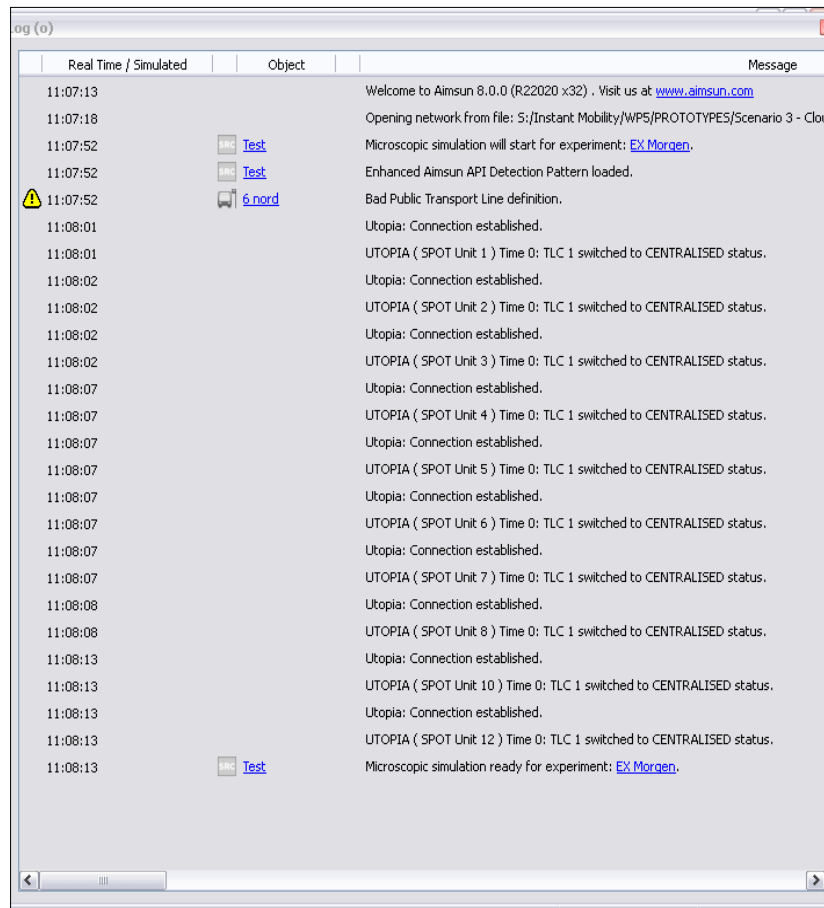 Log (o)
Real Time / Simulated Object Message
11:07:13 Welcome to Aimsun 8.0.0 (R22020 x32) . Visit us at www.aimsun.com
11:07:18 Opening network from file: S:/Instant Mobility/WP5/PROTOTYPES/Scenario 3 - Clou
11:07:52 SRC Test Microscopic simulation will start for experiment: EX Morgen.
11:07:52 SRC Test Enhanced Aimsun API Detection Pattern loaded.
11:07:52 6 nord Bad Public Transport Line definition.
11:08:01 Utopia: Connection established.
11:08:01 UTOPIA ( SPOT Unit 1 ) Time 0: TLC 1 switched to CENTRALISED status.
11:08:02 Utopia: Connection established.
11:08:02 UTOPIA ( SPOT Unit 2 ) Time 0: TLC 1 switched to CENTRALISED status.
11:08:02 Utopia: Connection established.
11:08:02 UTOPIA ( SPOT Unit 3 ) Time 0: TLC 1 switched to CENTRALISED status.
11:08:07 Utopia: Connection established.
11:08:07 UTOPIA ( SPOT Unit 4 ) Time 0: TLC 1 switched to CENTRALISED status.
11:08:07 Utopia: Connection established.
11:08:07 UTOPIA ( SPOT Unit 5 ) Time 0: TLC 1 switched to CENTRALISED status.
11:08:07 Utopia: Connection established.
11:08:07 UTOPIA ( SPOT Unit 6 ) Time 0: TLC 1 switched to CENTRALISED status.
11:08:07 Utopia: Connection established.
11:08:07 UTOPIA ( SPOT Unit 7 ) Time 0: TLC 1 switched to CENTRALISED status.
11:08:08 Utopia: Connection established.
11:08:08 UTOPIA ( SPOT Unit 8 ) Time 0: TLC 1 switched to CENTRALISED status.
11:08:13 Utopia: Connection established.
11:08:13 UTOPIA ( SPOT Unit 10 ) Time 0: TLC 1 switched to CENTRALISED status.
11:08:13 Utopia: Connection established.
11:08:13 UTOPIA ( SPOT Unit 12 ) Time 0: TLC 1 switched to CENTRALISED status.
11:08:13 SRC Test Microscopic simulation ready for experiment: EX Morgen.